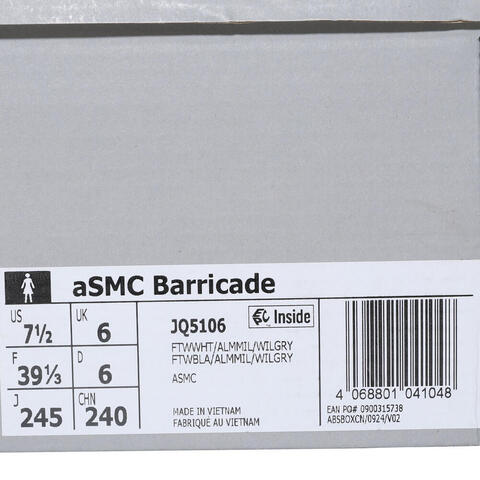 aSMC Barricade
US 7½ UK 6
F 39⅓ D 6
J 245 CHN 240
JQ5106
Inside
FTWWHT/ALMMIL/WILGRY
FTWBLA/ALMMIL/WILGRY
ASMC
MADE IN VIETNAM
FABRIQUÉ AU VIETNAM
4 068801 041048
EAN PO# 0900315738
ABSBOXCN/0924/V02